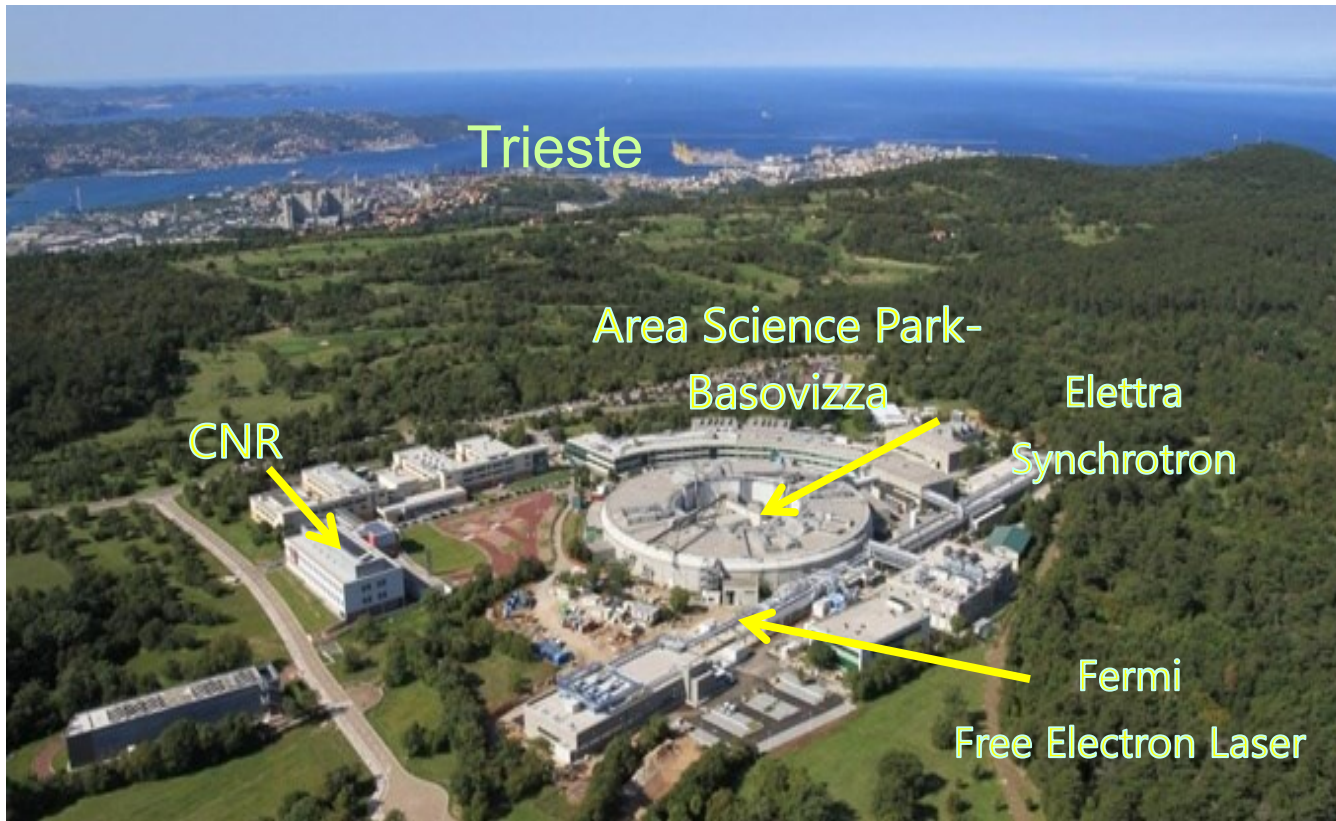 Trieste
Area Science Park-
Basovizza
Elettra
Synchrotron
CNR
Fermi
Free Electron Laser